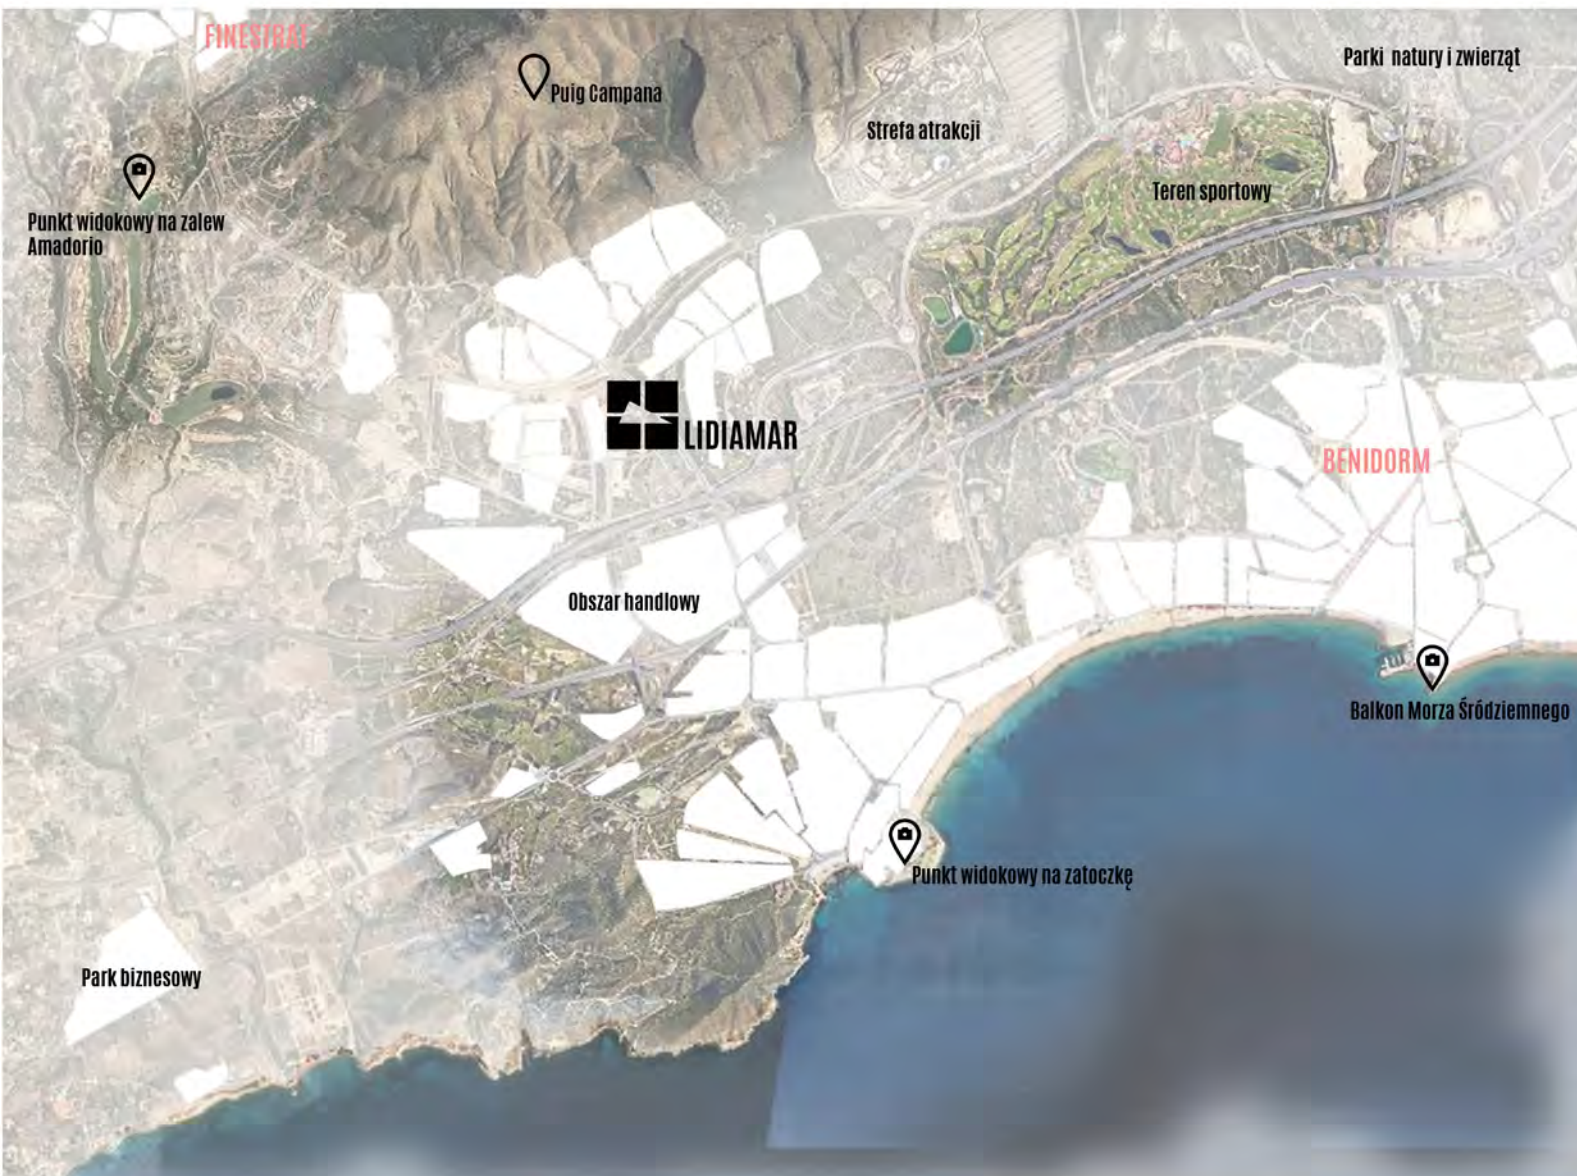 FINESTRAT
Puig Campana
Parki natury i zwierząt
Strefa atrakcji
Teren sportowy
Punkt widokowy na zalew
Amadorio
LIDIAMAR
BENIDORM
Obszar handlowy
Balkon Morza Śródziemnego
Punkt widokowy na zatoczkę
Park biznesowy